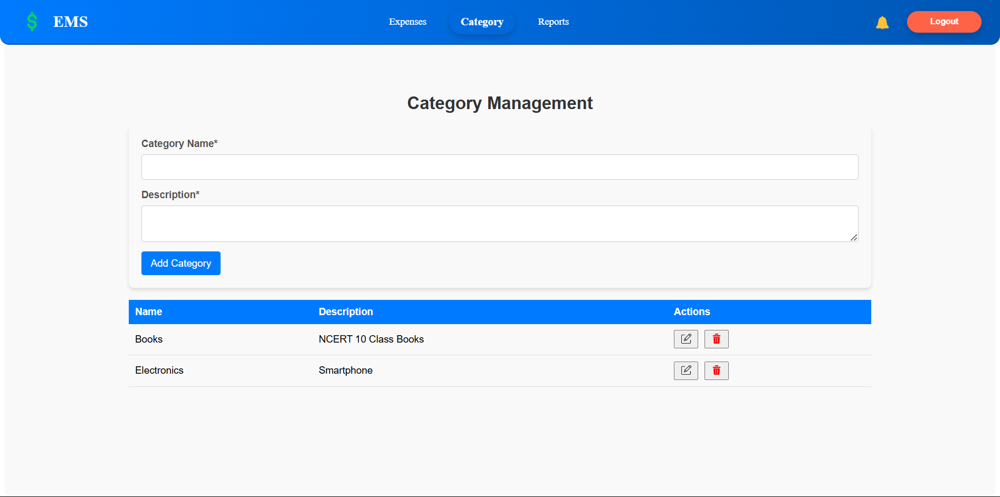 $ EMS Expenses Category Reports Logout
Category Management
Category Name*
Description*
Add Category
Name Description Actions
Books NCERT 10 Class Books
Electronics Smartphone